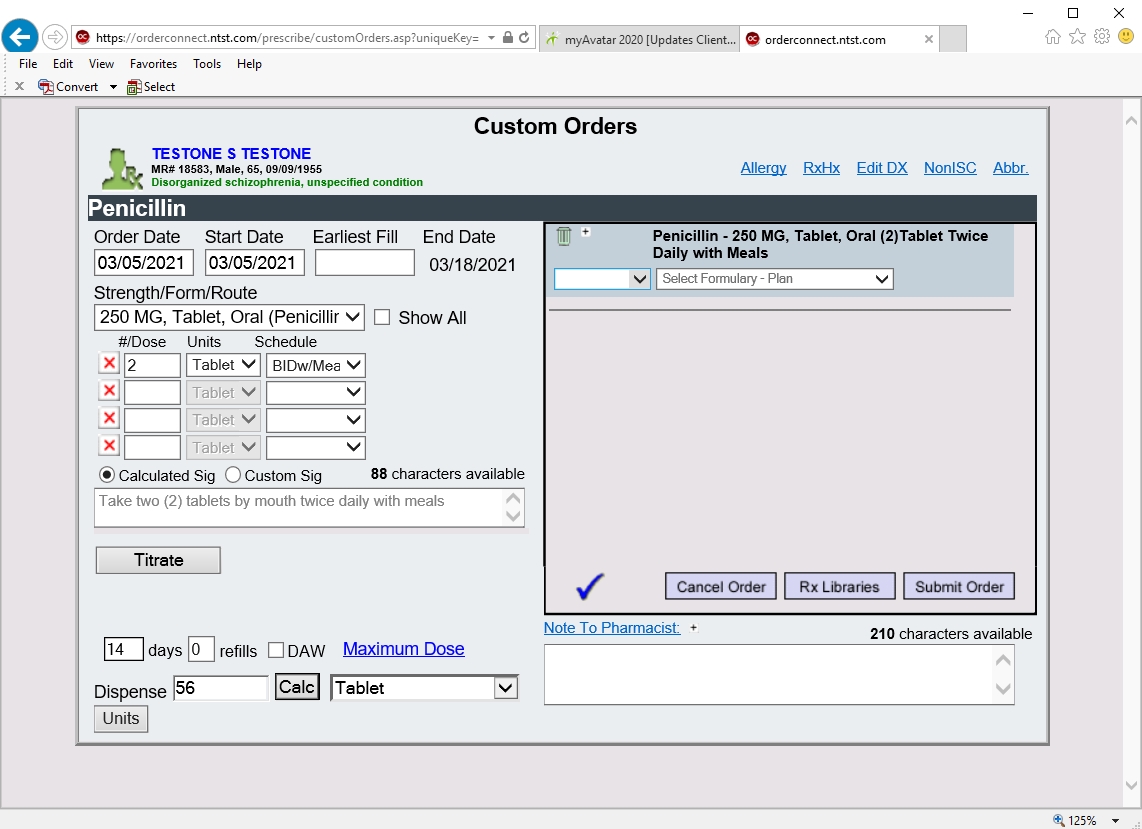 https://orderconnect.ntst.com/prescribe/customOrders.asp?uniqueKey=
myAvatar 2020 [Updates Client...
orderconnect.ntst.com
File Edit View Favorites Tools Help
x Convert Select
Custom Orders
TESTONE S TESTONE
MR# 18583, Male, 65, 09/09/1955
Disorganized schizophrenia, unspecified condition
Allergy RxHx Edit DX NonISC Abbr.
Penicillin
Order Date Start Date Earliest Fill End Date
03/05/2021 03/05/2021 03/18/2021
Strength/Form/Route
250 MG, Tablet, Oral (Penicillir Show All
#/Dose Units Schedule
2 Tablet BIDw/Mea
Tablet
Tablet
Tablet
Calculated Sig Custom Sig 88 characters available
Take two (2) tablets by mouth twice daily with meals
Titrate
14 days 0 refills DAW Maximum Dose
Dispense 56 Calc Tablet
Units
+ Penicillin - 250 MG, Tablet, Oral (2)Tablet Twice
Daily with Meals
Select Formulary - Plan
Cancel Order Rx Libraries Submit Order
Note To Pharmacist: + 210 characters available
125%